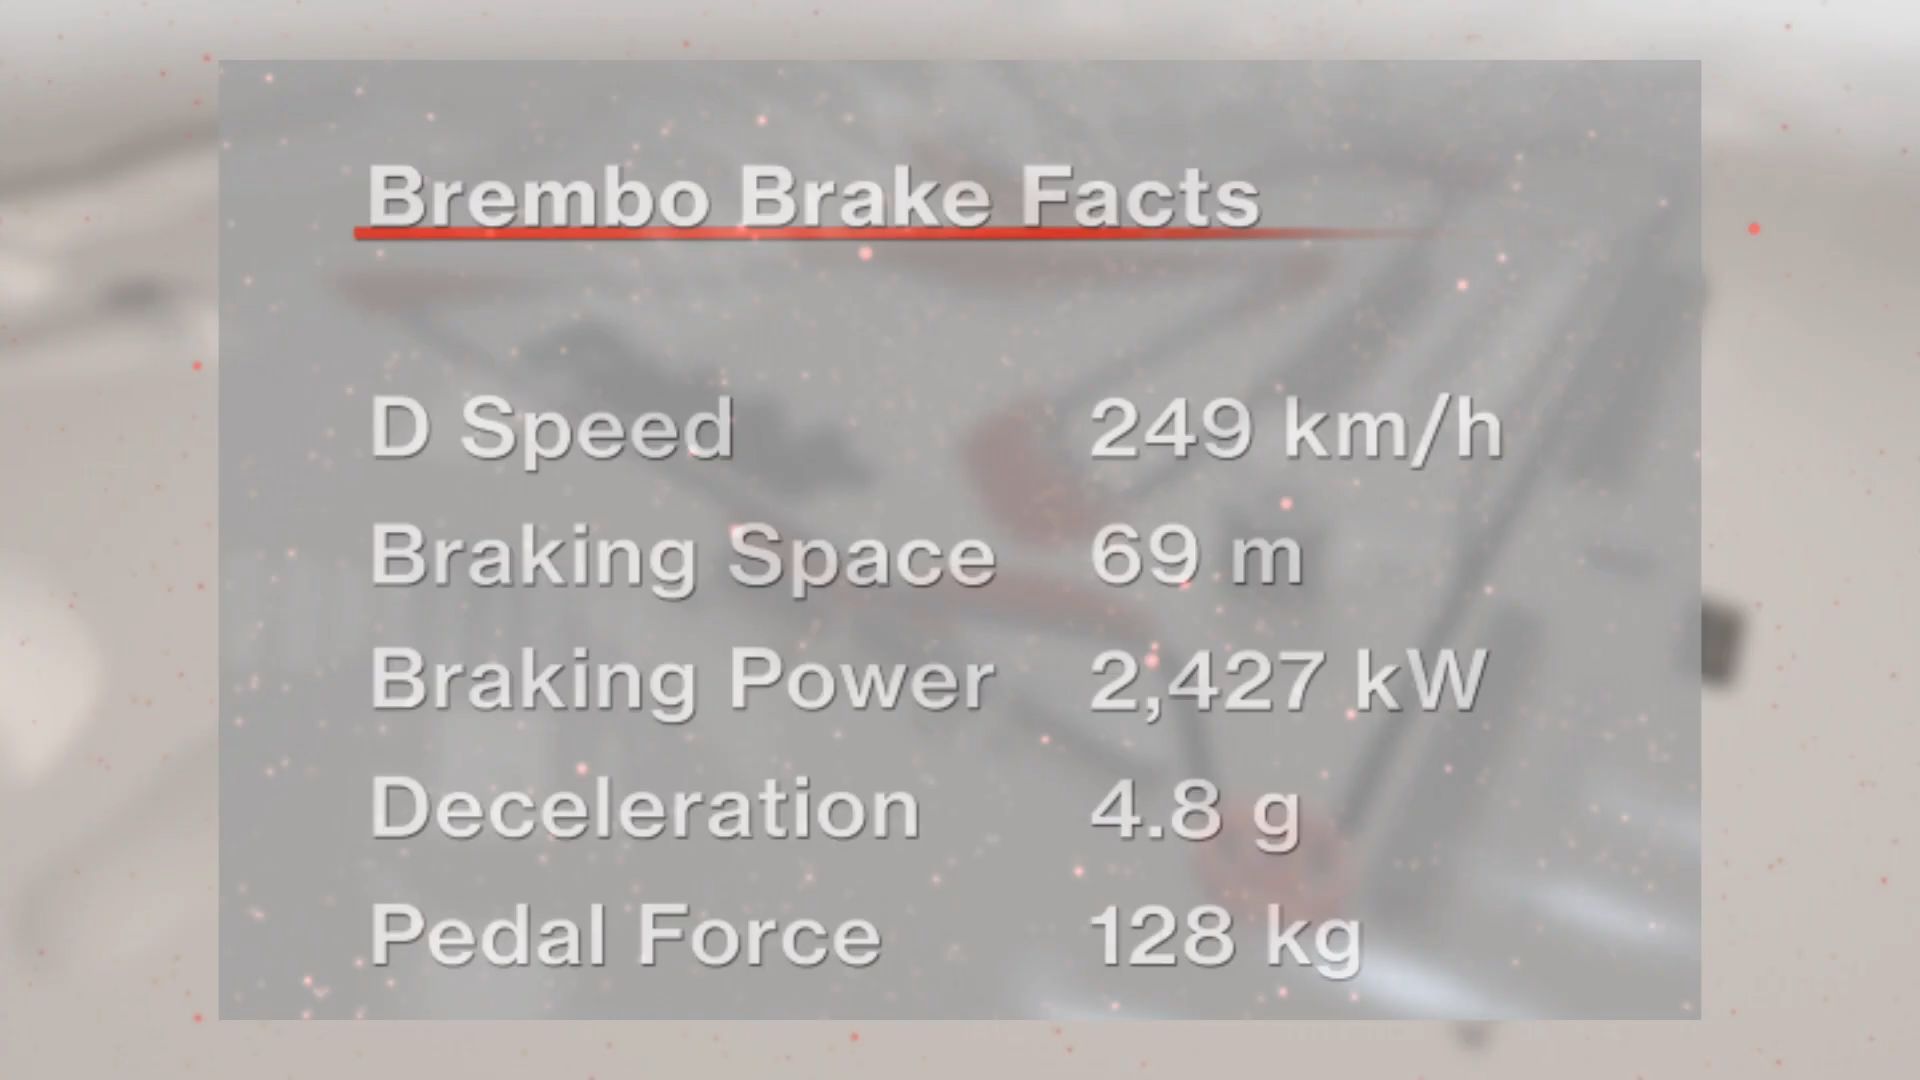 Brembo Brake Facts
D Speed 249 km/h
Braking Space 69 m
Braking Power 2,427 kW
Deceleration 4.8 g
Pedal Force 128 kg